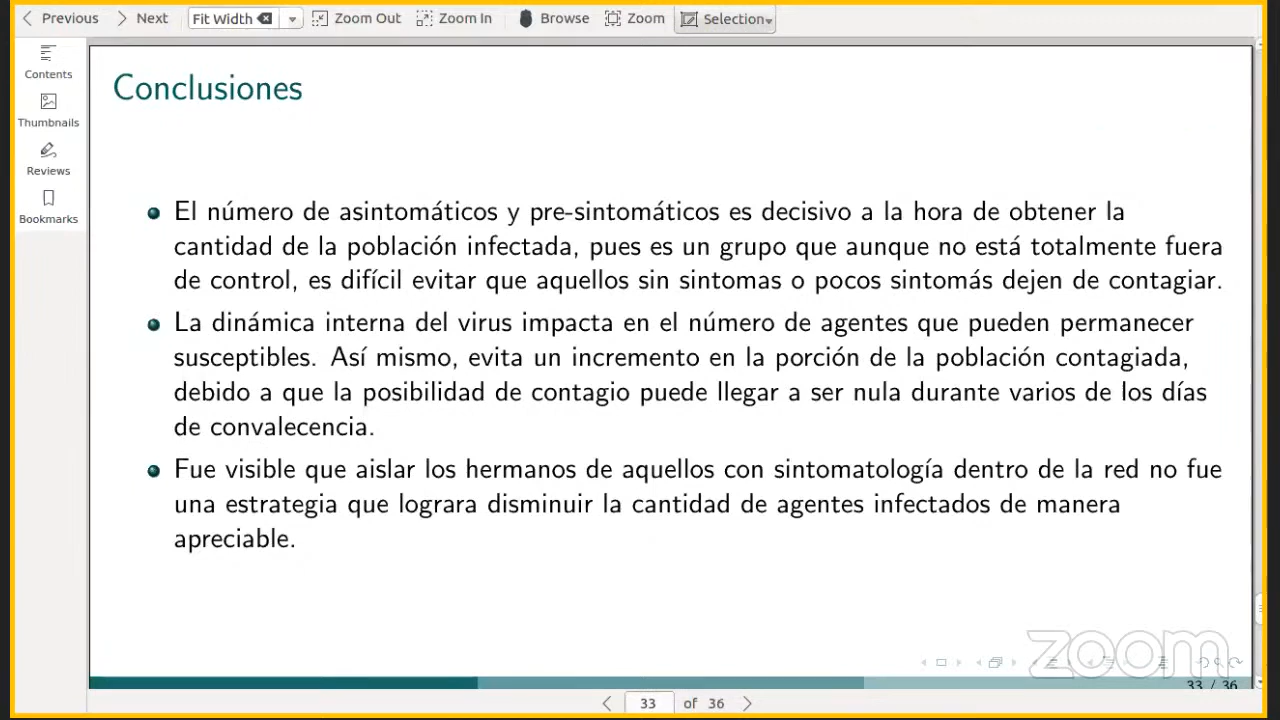 Previous Next Fit Width Zoom Out Zoom In Browse Zoom Selection
Contents
Thumbnails
Reviews
Bookmarks
Conclusiones
El número de asintomáticos y pre-sintomáticos es decisivo a la hora de obtener la
cantidad de la población infectada, pues es un grupo que aunque no está totalmente fuera
de control, es difícil evitar que aquellos sin sintomas o pocos sintomás dejen de contagiar.
La dinámica interna del virus impacta en el número de agentes que pueden permanecer
susceptibles. Así mismo, evita un incremento en la porción de la población contagiada,
debido a que la posibilidad de contagio puede llegar a ser nula durante varios de los días
de convalecencia.
Fue visible que aislar los hermanos de aquellos con sintomatología dentro de la red no fue
una estrategia que lograra disminuir la cantidad de agentes infectados de manera
apreciable.
zoom
33 / 36
33 of 36